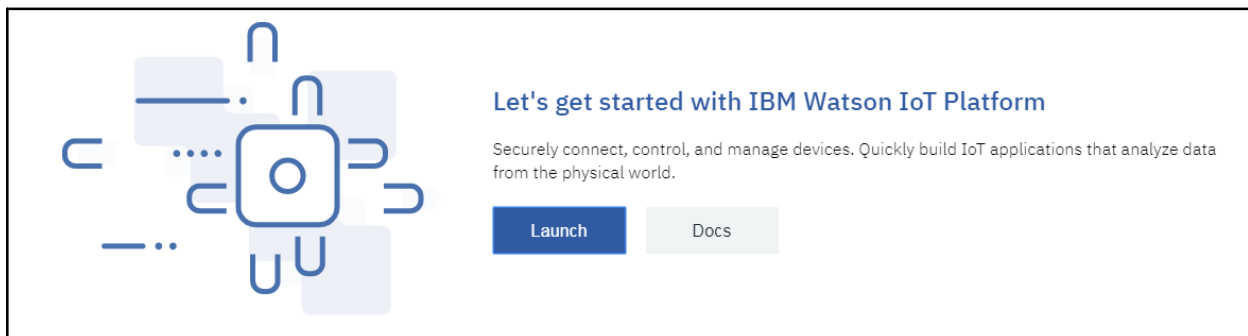 Let's get started with IBM Watson IoT Platform
Securely connect, control, and manage devices. Quickly build IoT applications that analyze data
from the physical world.
Launch
Docs